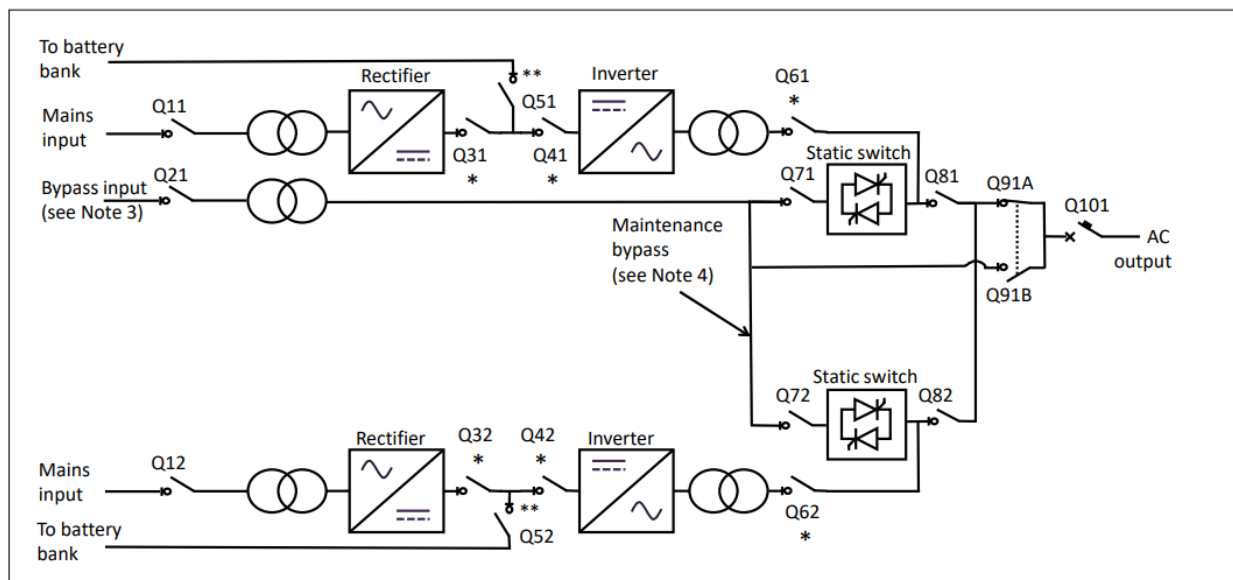 To battery
bank
**
Rectifier
Inverter
Q61
*
Mains
input
Q11
Q51
Q31
*
Q41
*
Static switch
Bypass input
(see Note 3)
Q21
Q71
Q81
Q91A
Q101
AC
output
Maintenance
bypass
(see Note 4)
Q91B
Static switch
Q72
Q82
Rectifier
Q32
*
Q42
*
Inverter
Mains
input
Q12
**
Q52
Q62
*
To battery
bank